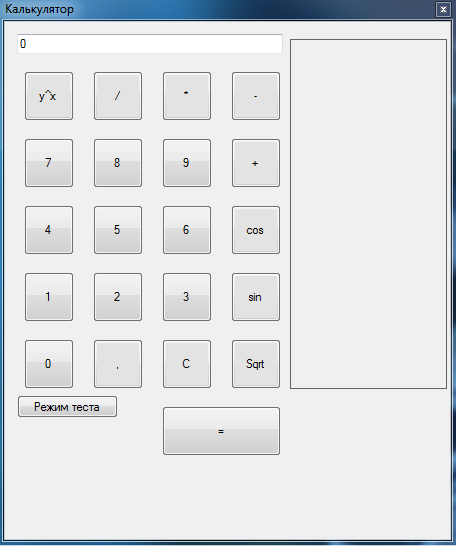 Калькулятор
0
y^x / * -
7 8 9 +
4 5 6 cos
1 2 3 sin
0 , C Sqrt
Режим теста
=